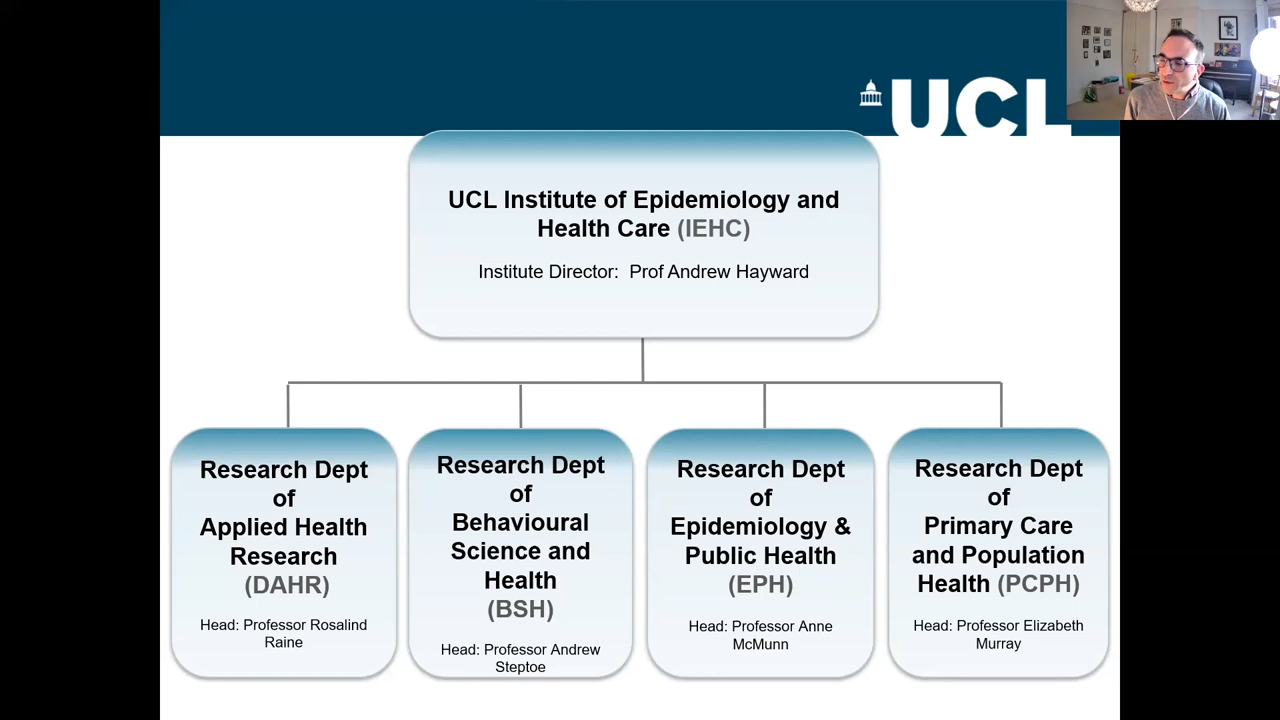 UCL
UCL Institute of Epidemiology and
Health Care (IEHC)
Institute Director:  Prof Andrew Hayward
Research Dept
of
Applied Health
Research
(DAHR)
Head: Professor Rosalind
Raine
Research Dept
of
Behavioural
Science and
Health
(BSH)
Head: Professor Andrew
Steptoe
Research Dept
of
Epidemiology &
Public Health
(EPH)
Head: Professor Anne
McMunn
Research Dept
of
Primary Care
and Population
Health (PCPH)
Head: Professor Elizabeth
Murray